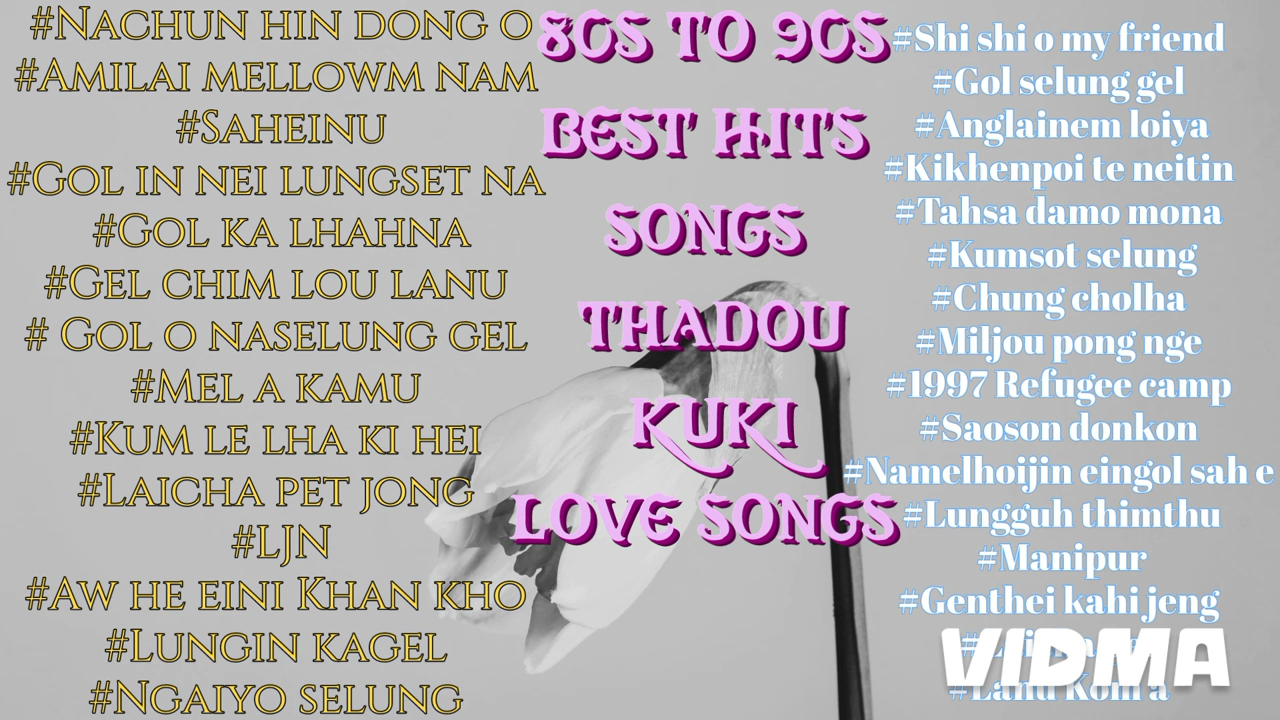 #Nachun hin dong o
#Amilai mellowm nam
#Saheinu
#Gol in nei lungset na
#Gol ka lhahna
#Gel chim lou lanu
# Gol o naselung gel
#Mel a kamu
#Kum le lha ki hei
#Laicha pet jong
#LJN
#Aw he eini Khan kho
#Lungin kagel
#Ngaiyo selung
80S TO 90S
BEST HITS
SONGS
THADOU
KUKI
LOVE SONGS
#Shi shi o my friend
#Gol selung gel
#Anglainem loiya
#Kikhenpoi te neitin
#Tahsa damo mona
#Kumsot selung
#Chung cholha
#Miljou pong nge
#1997 Refugee camp
#Saoson donkon
#Namelhoijin eingol sah e
#Lungguh thimthu
#Manipur
#Genthei kahi jeng
#Lanu
VIDMA